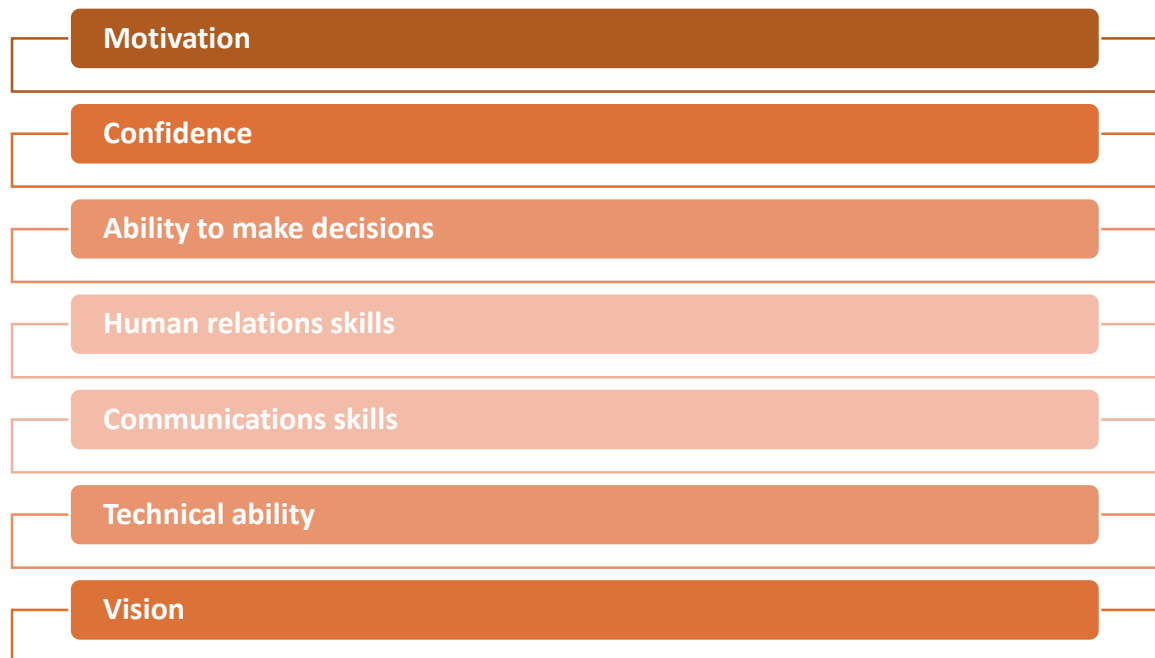 Motivation
Confidence
Ability to make decisions
Human relations skills
Communications skills
Technical ability
Vision